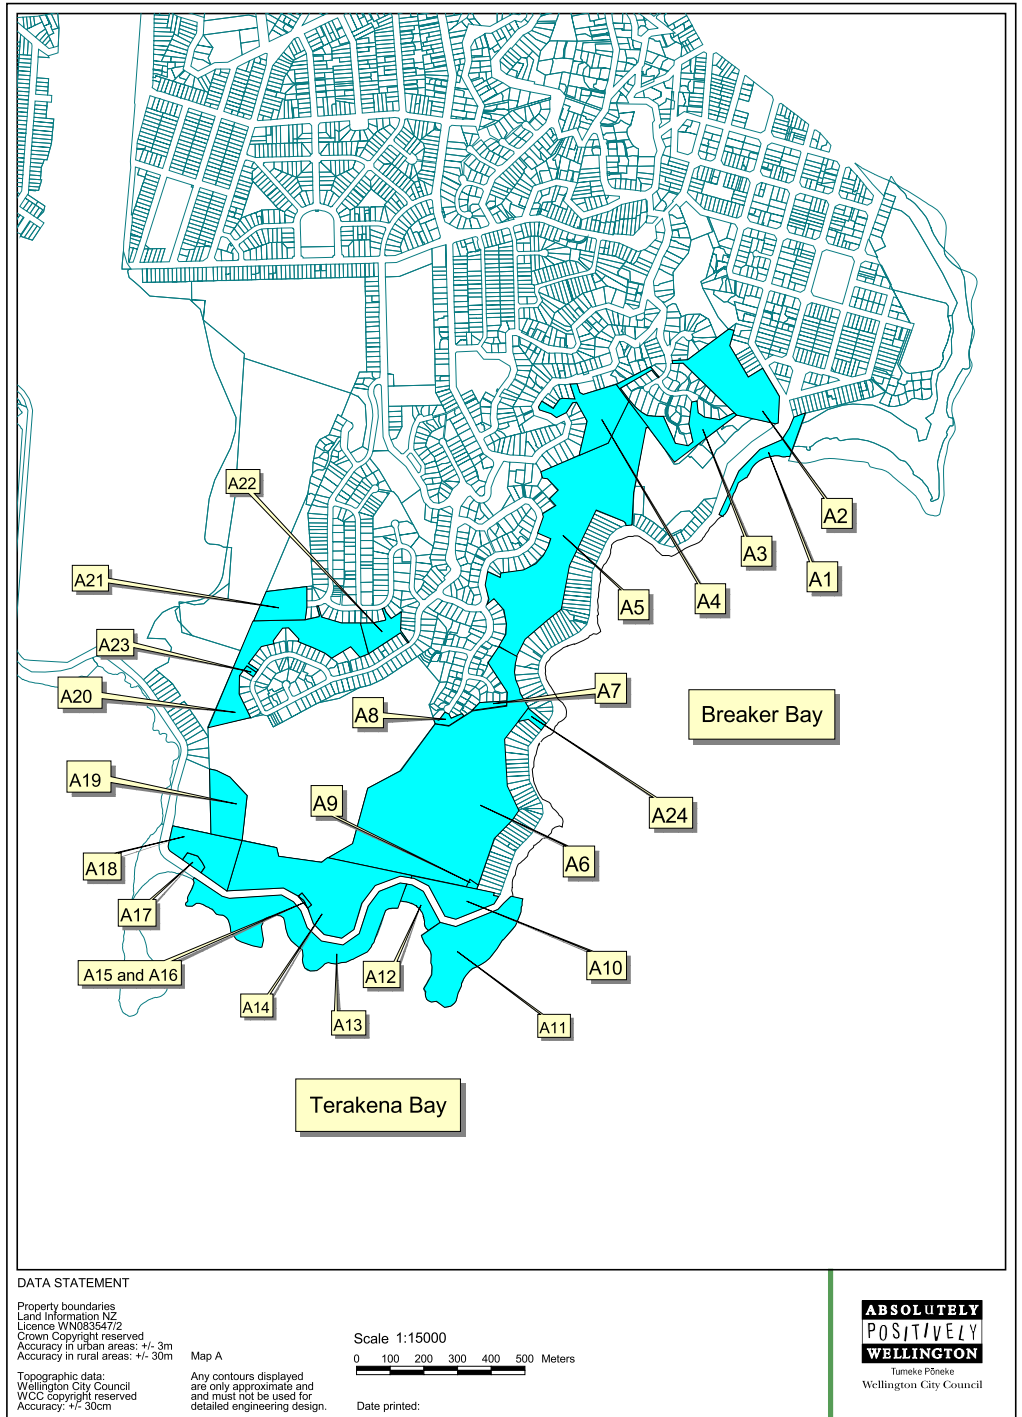 A22
A2
A3
A1
A21
A4
A5
A23
A20
A7
A8
Breaker Bay
A19
A9
A24
A6
A18
A17
A10
A12
A15 and A16
A14
A13
A11
Terakena Bay
DATA STATEMENT
Property boundaries
Land Information NZ
Licence WN083547/2
Crown Copyright reserved
Accuracy in urban areas: +/- 3m
Accuracy in rural areas: +/- 30m
Topographic data:
Wellington City Council
WCC copyright reserved
Accuracy: +/- 30cm
Map A
Any contours displayed
are only approximate and
and must not be used for
detailed engineering design.
Scale 1:15000
0 100 200 300 400 500 Meters
Date printed:
ABSOLUTELY
POSITIVELY
WELLINGTON
Tumeke Pōneke
Wellington City Council